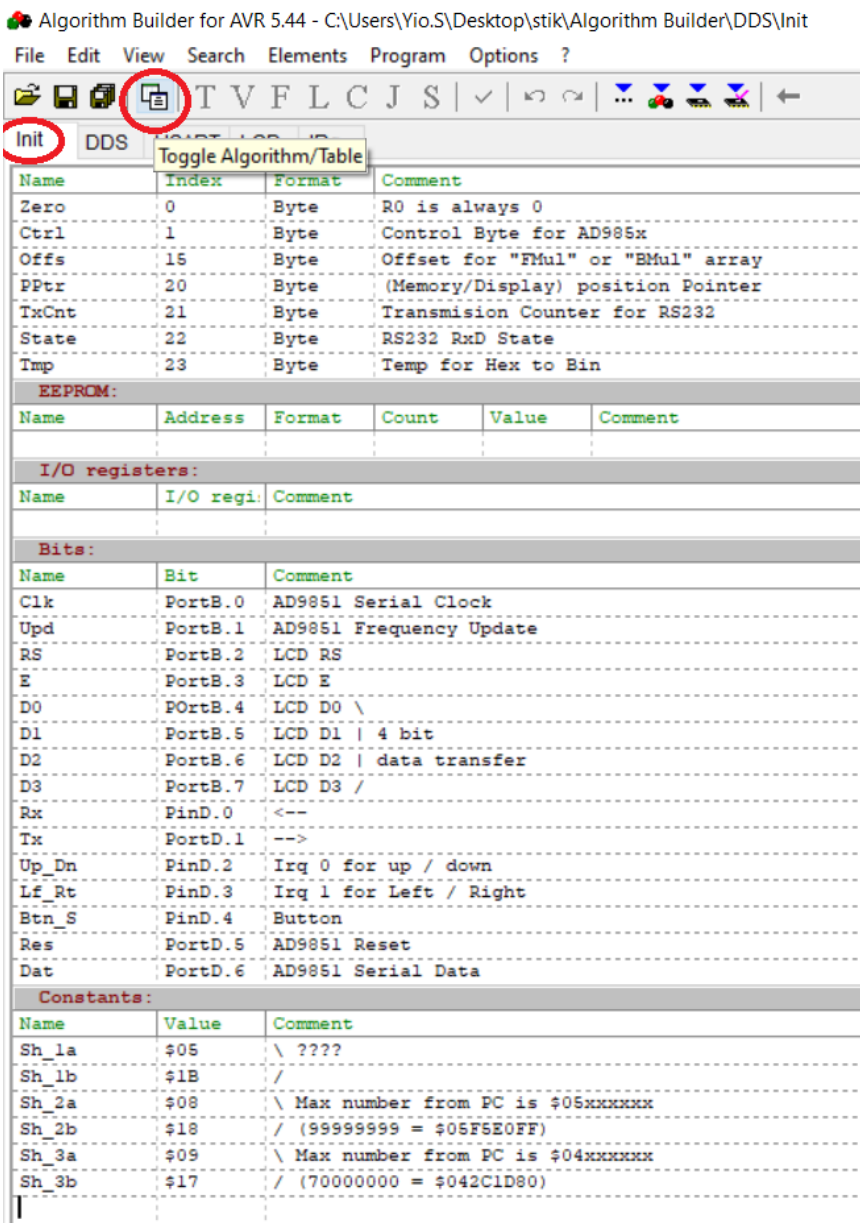 Algorithm Builder for AVR 5.44 - C:\Users\Yio.S\Desktop\stik\Algorithm Builder\DDS\Init
File Edit View Search Elements Program Options ?
T V F L C J S
Init DDS
Toggle Algorithm/Table
Name Index Format Comment
Zero 0 Byte R0 is always 0
Ctrl 1 Byte Control Byte for AD985x
Offs 15 Byte Offset for "FMul" or "BMul" array
PPtr 20 Byte (Memory/Display) position Pointer
TxCnt 21 Byte Transmision Counter for RS232
State 22 Byte RS232 RxD State
Tmp 23 Byte Temp for Hex to Bin
EEPROM:
Name Address Format Count Value Comment
I/O registers:
Name I/O regi: Comment
Bits:
Name Bit Comment
Clk PortB.0 AD9851 Serial Clock
Upd PortB.1 AD9851 Frequency Update
RS PortB.2 LCD RS
E PortB.3 LCD E
D0 POrtB.4 LCD D0 \
D1 PortB.5 LCD D1 | 4 bit
D2 PortB.6 LCD D2 | data transfer
D3 PortB.7 LCD D3 /
Rx PinD.0 <--
Tx PortD.1 -->
Up_Dn PinD.2 Irq 0 for up / down
Lf_Rt PinD.3 Irq 1 for Left / Right
Btn_S PinD.4 Button
Res PortD.5 AD9851 Reset
Dat PortD.6 AD9851 Serial Data
Constants:
Name Value Comment
Sh_1a $05 \ ????
Sh_1b $1B /
Sh_2a $08 \ Max number from PC is $05xxxxxx
Sh_2b $18 / (99999999 = $05F5E0FF)
Sh_3a $09 \ Max number from PC is $04xxxxxx
Sh_3b $17 / (70000000 = $042C1D80)